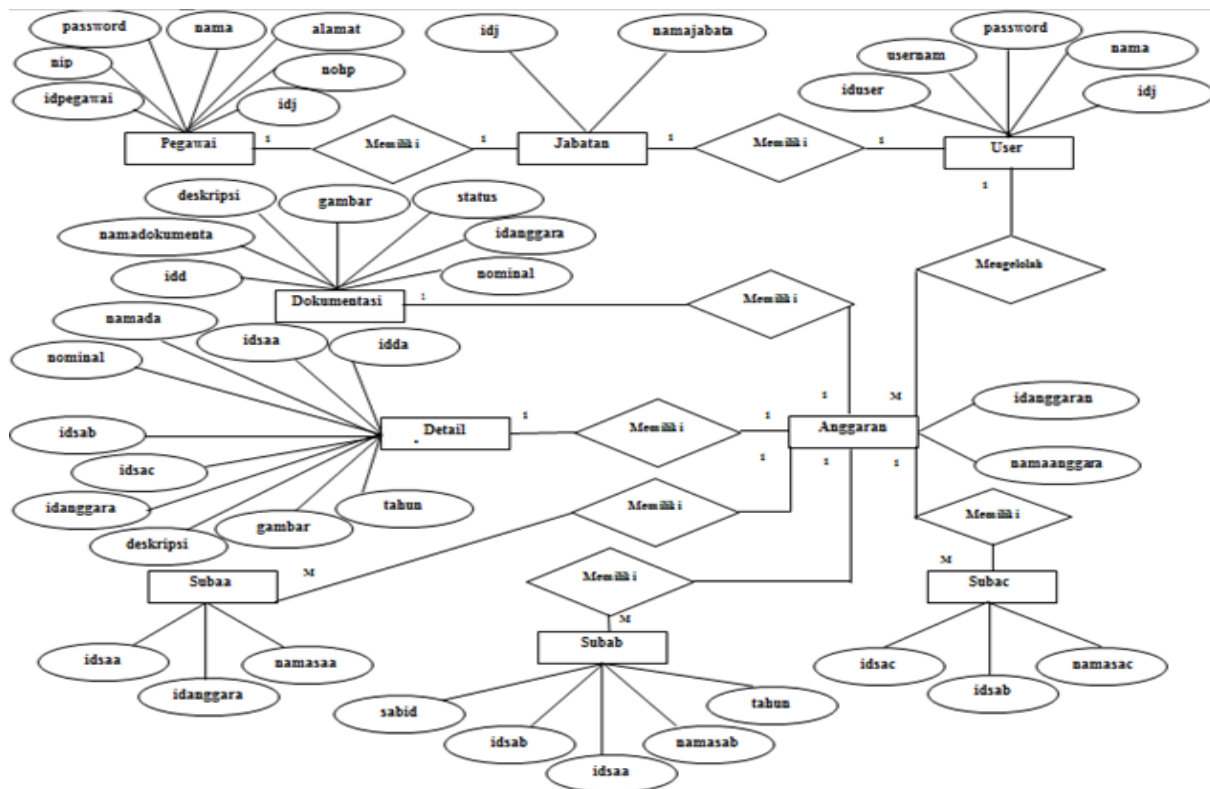 password
nama
alamat
nip
nohp
idpegawai
idj
Pegawai
1
Memiliki
1
idj
namajabata
Jabatan
1
Memiliki
1
password
usernam
nama
iduser
idj
User
1
Mengelolah
M
deskripsi
gambar
status
namadokumenta
idanggara
idd
nominal
Dokumentasi
1
Memiliki
1
namada
idsaa
idda
nominal
idsab
idsac
idanggara
deskripsi
gambar
tahun
Detail
1
Memiliki
1
Anggaran
idanggaran
namaanggara
1
Memiliki
M
Subaa
idsaa
idanggara
namasaa
1
Memiliki
M
Subab
sabid
idsab
idsaa
namasab
tahun
1
Memiliki
M
Subac
idsac
idsab
namasac